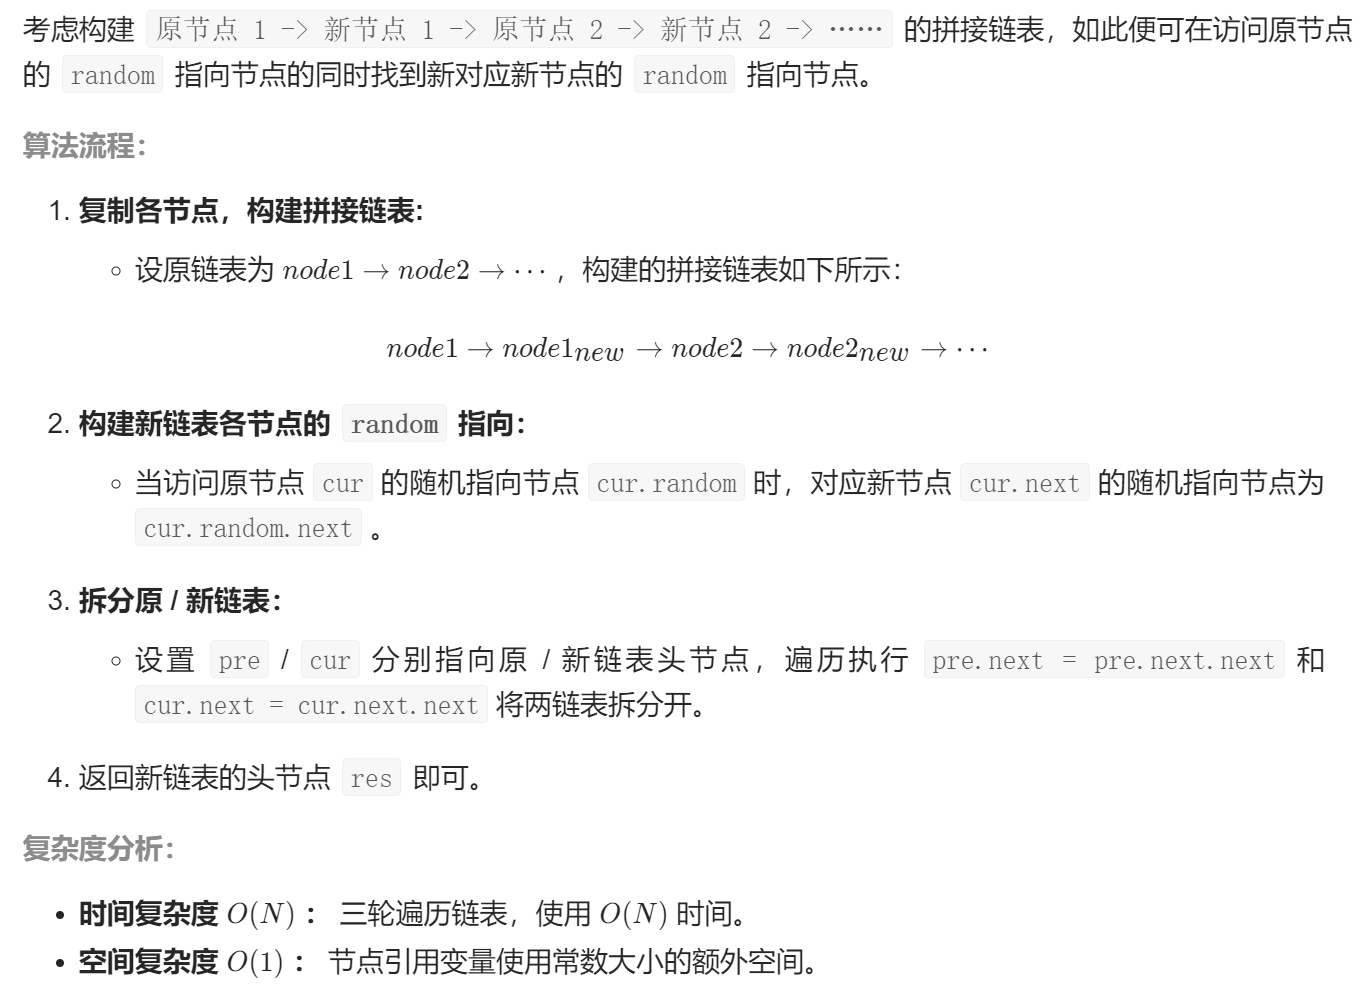 考虑构建 原节点 1 -> 新节点 1 -> 原节点 2 -> 新节点 2 -> …… 的拼接链表，如此便可在访问原节点
的 random 指向节点的同时找到新对应新节点的 random 指向节点。
算法流程：
1. 复制各节点，构建拼接链表:
◦ 设原链表为 node1 → node2 → ⋯ ，构建的拼接链表如下所示：
node1 → node1new → node2 → node2new → ⋯
2. 构建新链表各节点的 random 指向：
◦ 当访问原节点 cur 的随机指向节点 cur.random 时，对应新节点 cur.next 的随机指向节点为
cur.random.next 。
3. 拆分原 / 新链表：
◦ 设置 pre / cur 分别指向原 / 新链表头节点，遍历执行 pre.next = pre.next.next 和
cur.next = cur.next.next 将两链表拆分开。
4. 返回新链表的头节点 res 即可。
复杂度分析：
• 时间复杂度 O(N) ： 三轮遍历链表，使用 O(N) 时间。
• 空间复杂度 O(1) ： 节点引用变量使用常数大小的额外空间。